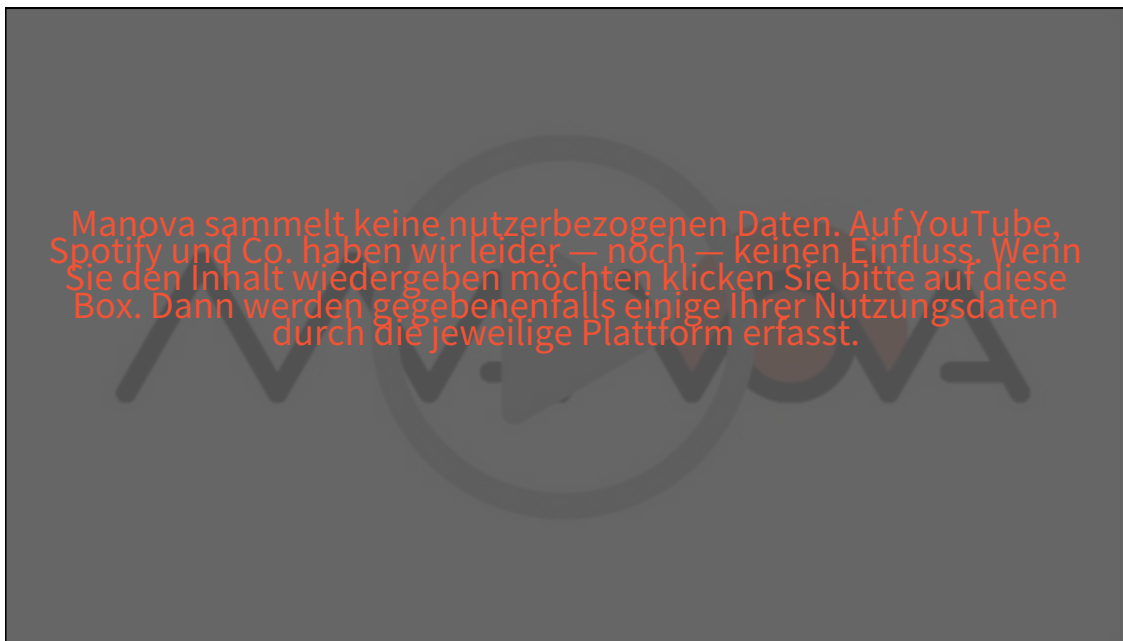 Manova sammelt keine nutzerbezogenen Daten. Auf YouTube,
Spotify und Co. haben wir leider — noch — keinen Einfluss. Wenn
Sie den Inhalt wiedergeben möchten klicken Sie bitte auf diese
Box. Dann werden gegebenenfalls einige Ihrer Nutzungsdaten
durch die jeweilige Plattform erfasst.
MANOVA